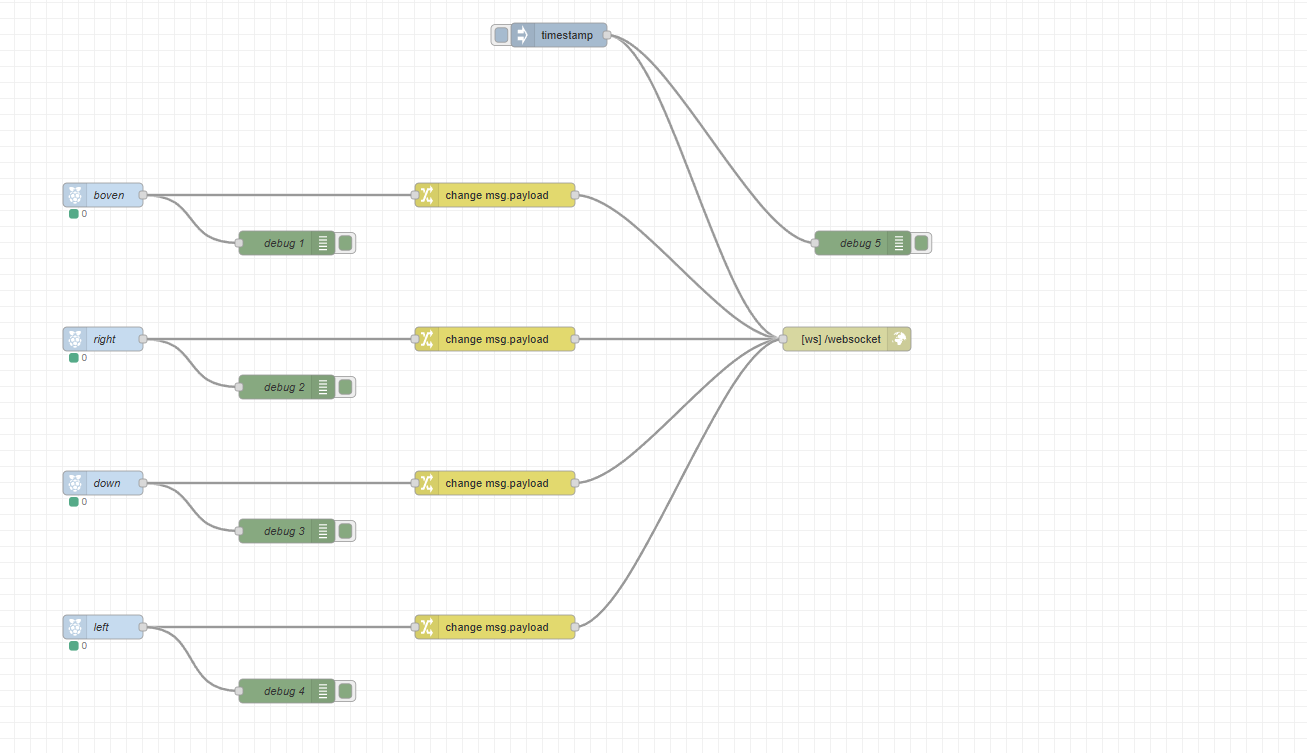 timestamp
boven
change msg.payload
0
debug 1
debug 5
right
change msg.payload
[ws] /websocket
0
debug 2
down
change msg.payload
0
debug 3
left
change msg.payload
0
debug 4